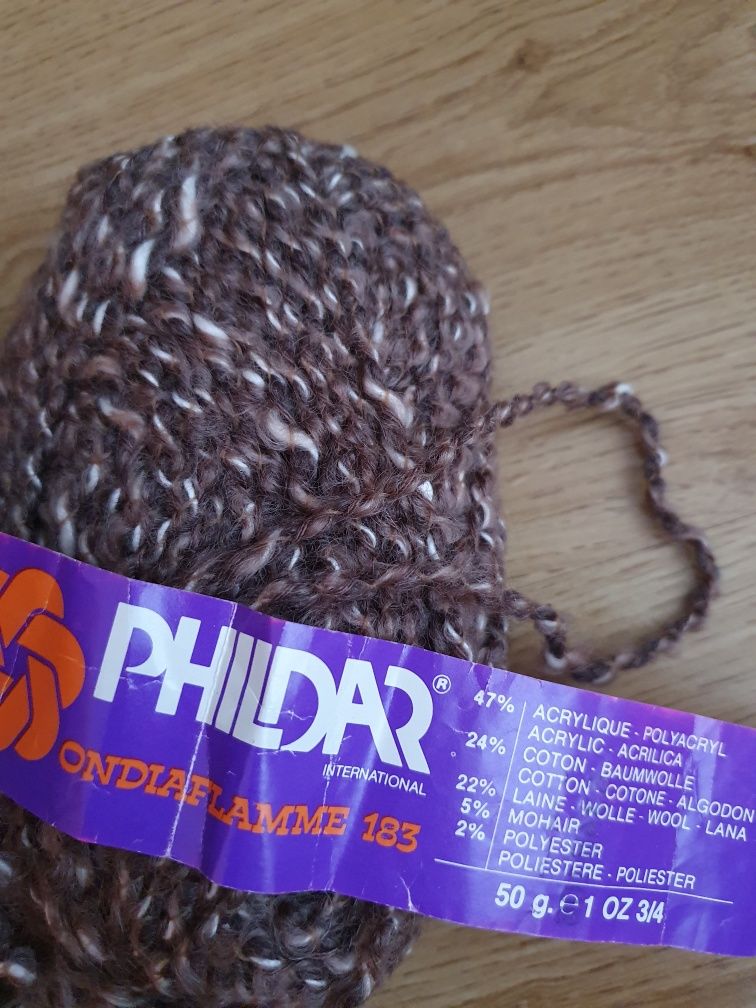 PHILDAR®
INTERNATIONAL
ONDIAFLAMME 183
47% ACRYLIQUE - POLYACRYL
ACRYLIC - ACRILICA
24% COTON - BAUMWOLLE
COTTON - COTONE - ALGODON
22% LAINE - WOLLE - WOOL - LANA
5% MOHAIR
2% POLYESTER
POLIESTERE - POLIESTER
50 g. e 1 OZ 3/4